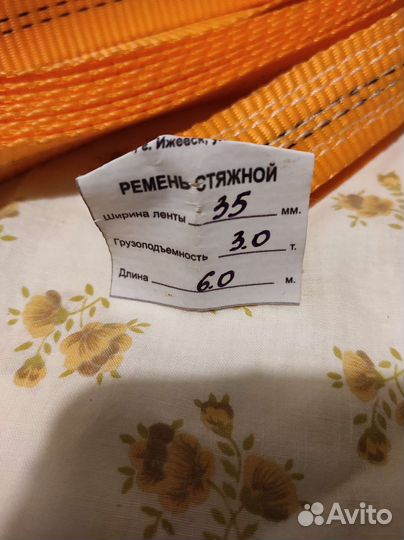 г. Ижевск, у
РЕМЕНЬ СТЯЖНОЙ
Ширина ленты 35 мм.
Грузоподъемность 3.0 т.
Длина 6.0 м.
Avito